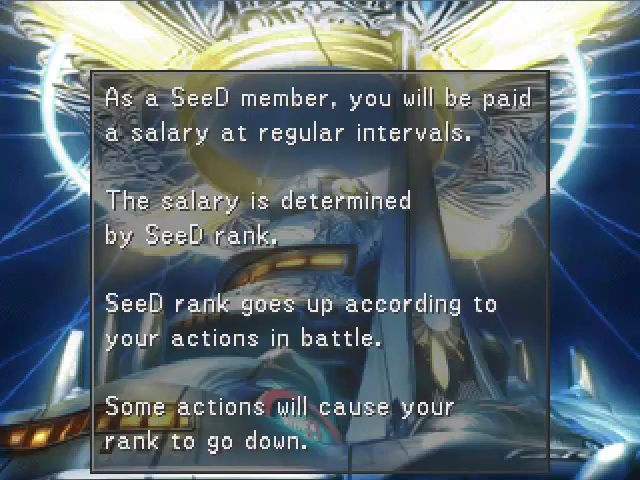 As a SeeD member, you will be paid
a salary at regular intervals.
The salary is determined
by SeeD rank.
SeeD rank goes up according to
your actions in battle.
Some actions will cause your
rank to go down.